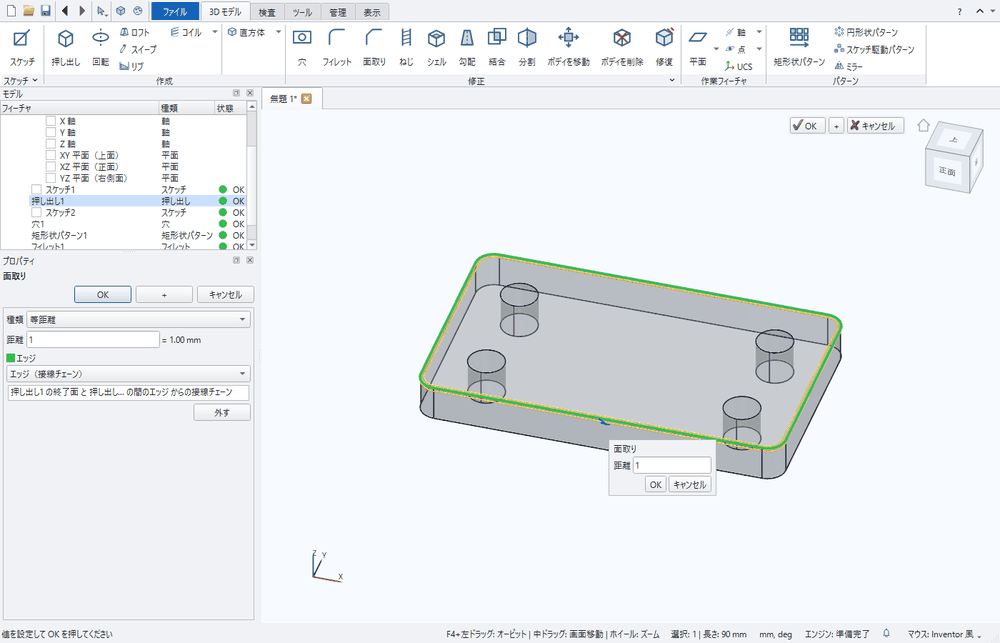 ファイル 3D モデル 検査 ツール 管理 表示 ?
スケッチ 押し出し 回転 ロフト スイープ リブ コイル 直方体 穴 フィレット 面取り ねじ シェル 勾配 結合 分割 ボディを移動 ボディを削除 修復 平面 軸 点 UCS 矩形状パターン 円形状パターン スケッチ駆動パターン ミラー
スケッチ 作成 修正 作業フィーチャ パターン
モデル
無題 1*
フィーチャ 種類 状態
X 軸 軸
Y 軸 軸
Z 軸 軸
XY 平面 (上面) 平面
XZ 平面 (正面) 平面
YZ 平面 (右側面) 平面
スケッチ1 スケッチ OK
押し出し1 押し出し OK
スケッチ2 スケッチ OK
穴1 穴 OK
矩形状パターン1 矩形状パターン OK
フィレット1 フィレット OK
プロパティ
面取り
OK + キャンセル
種類 等距離
距離 1 = 1.00 mm
エッジ
エッジ (接線チェーン)
押し出し1 の終了面 と 押し出し... の間のエッジ からの接線チェーン
外す
OK + キャンセル
上
正面
面取り
距離 1
OK キャンセル
Z
Y
X
値を設定して OK を押してください F4+左ドラッグ: オービット | 中ドラッグ: 画面移動 | ホイール: ズーム 選択: 1 | 長さ: 90 mm mm, deg エンジン: 準備完了 マウス: Inventor 風